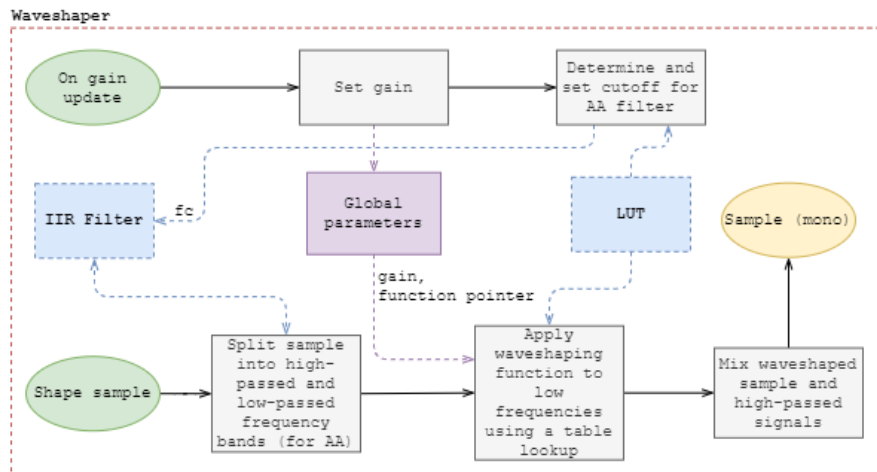 Waveshaper
On gain
update
Set gain
Determine and
set cutoff for
AA filter
IIR Filter
fc
Global
parameters
LUT
Sample (mono)
gain,
function pointer
Shape sample
Split sample
into high-
passed and
low-passed
frequency
bands (for AA)
Apply
waveshaping
function to
low
frequencies
using a table
lookup
Mix waveshaped
sample and
high-passed
signals